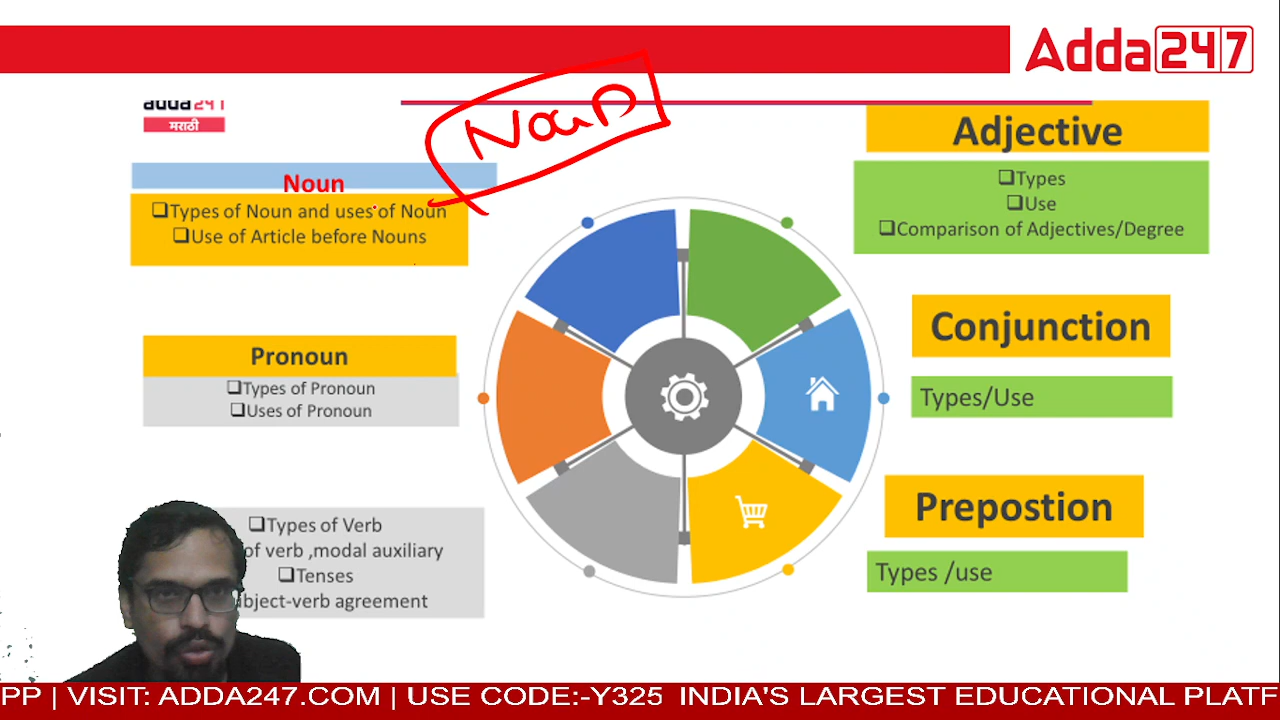 Adda247
adda241
मराठी
Noun
Noun
❑Types of Noun and uses of Noun
❑Use of Article before Nouns
Pronoun
❑Types of Pronoun
❑Uses of Pronoun
❑Types of Verb
of verb ,modal auxiliary
❑Tenses
bject-verb agreement
Adjective
❑Types
❑Use
❑Comparison of Adjectives/Degree
Conjunction
Types/Use
Prepostion
Types /use
PP | VISIT: ADDA247.COM | USE CODE:-Y325 INDIA'S LARGEST EDUCATIONAL PLATF